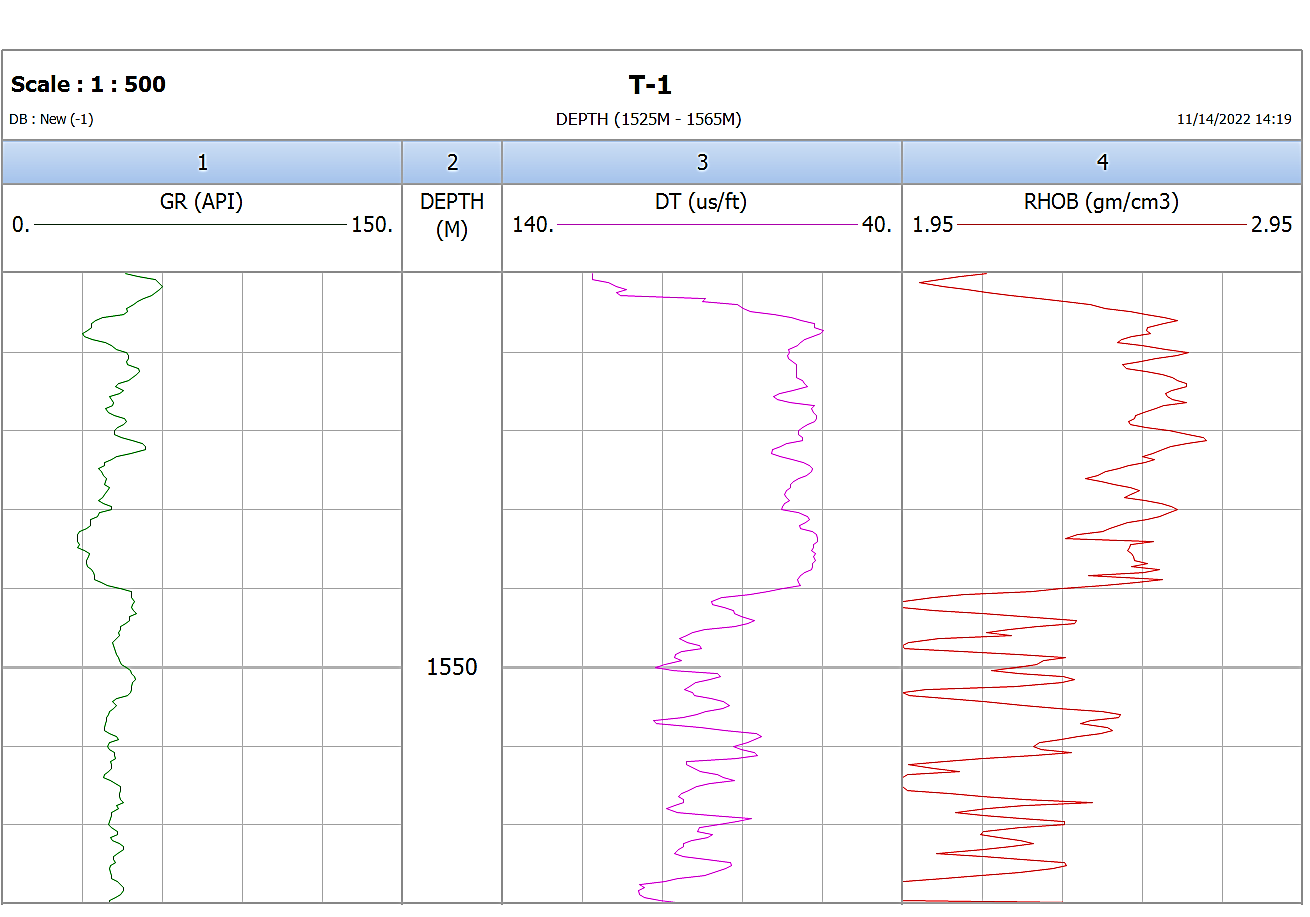 Scale : 1 : 500
T-1
DB : New (-1)
DEPTH (1525M - 1565M)
11/14/2022 14:19
1
2
3
4
GR (API)
0.
150.
DEPTH
(M)
DT (us/ft)
140.
40.
RHOB (gm/cm3)
1.95
2.95
1550